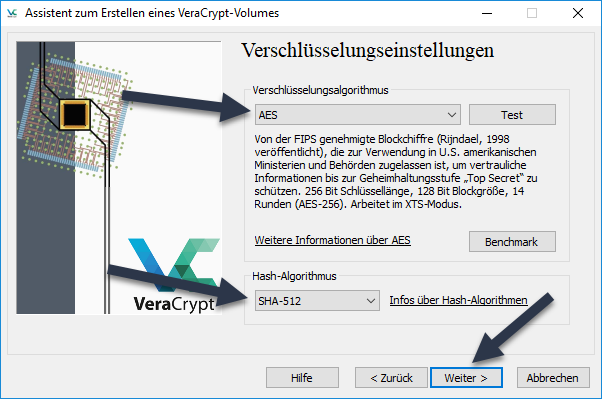 Assistent zum Erstellen eines VeraCrypt-Volumes
Verschlüsselungseinstellungen
Verschlüsselungsalgorithmus
AES
Test
Von der FIPS genehmigte Blockchiffre (Rijndael, 1998
veröffentlicht), die zur Verwendung in U.S. amerikanischen
Ministerien und Behörden zugelassen ist, um vertrauliche
Informationen bis zur Geheimhaltungsstufe „Top Secret“ zu
schützen. 256 Bit Schlüssellänge, 128 Bit Blockgröße, 14
Runden (AES-256). Arbeitet im XTS-Modus.
Weitere Informationen über AES
Benchmark
Hash-Algorithmus
SHA-512
Infos über Hash-Algorithmen
VeraCrypt
Hilfe
< Zurück
Weiter >
Abbrechen